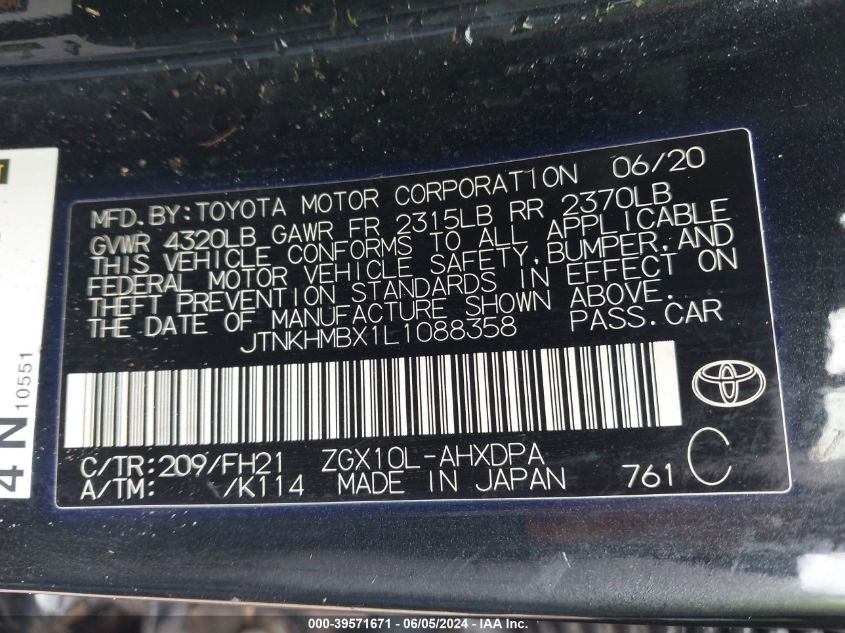 MFD. BY: TOYOTA MOTOR CORPORATION 06/20
GVWR 4320LB GAWR FR 2315LB RR 2370LB
THIS VEHICLE CONFORMS TO ALL APPLICABLE
FEDERAL MOTOR VEHICLE SAFETY, BUMPER, AND
THEFT PREVENTION STANDARDS IN EFFECT ON
THE DATE OF MANUFACTURE SHOWN ABOVE.
JTNKHMBX1L1088358 PASS. CAR
C/TR: 209/FH21 ZGX10L-AHXDPA
A/TM: /K114 MADE IN JAPAN 761 C
4 N 10551
000-39571671 - 06/05/2024 - IAAI, Inc.